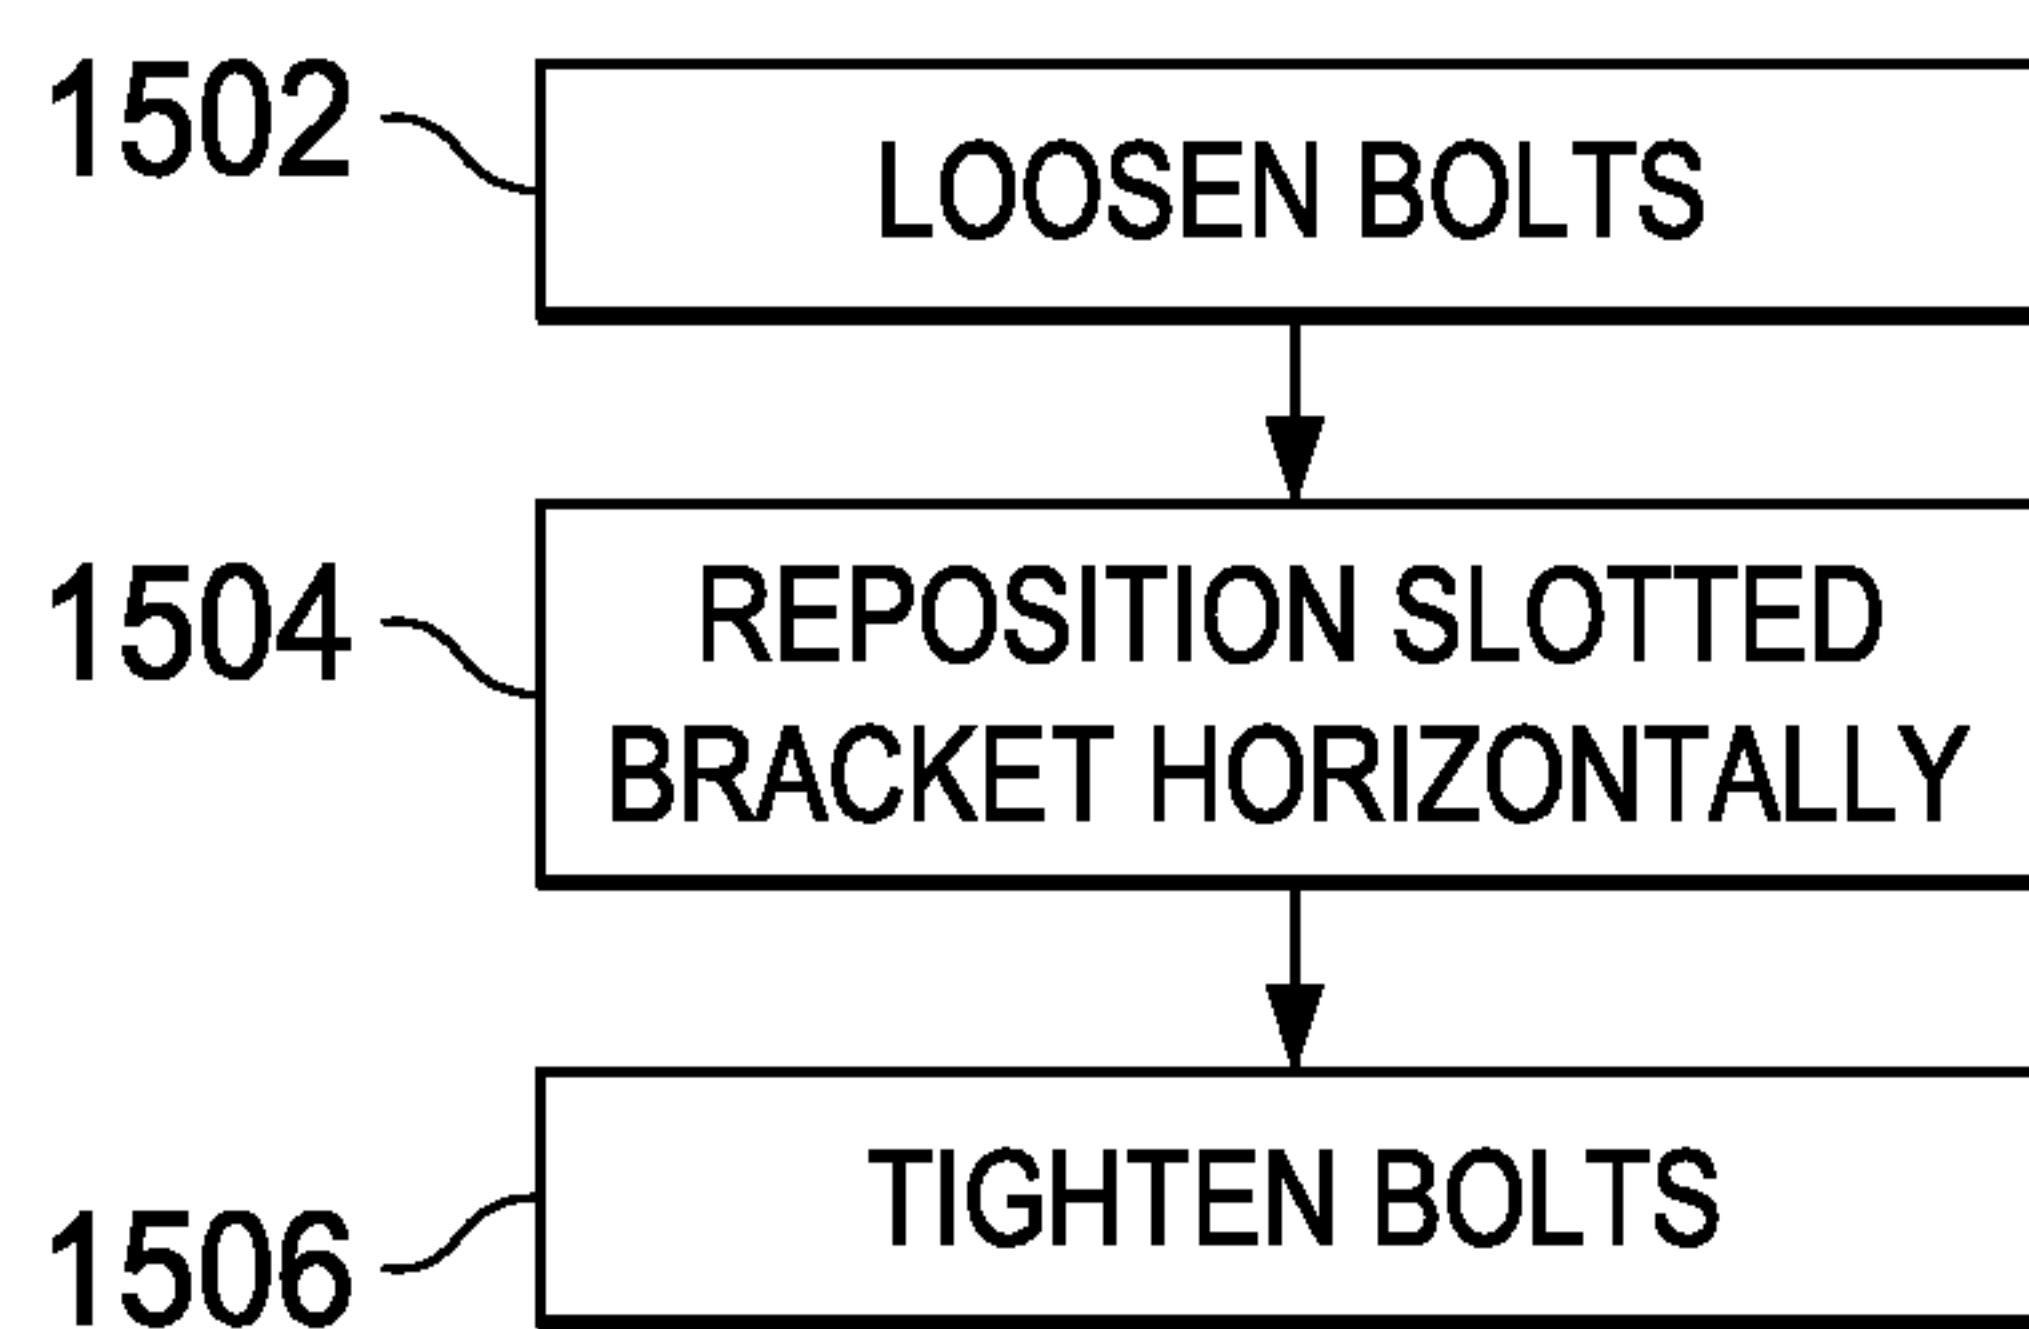 1502
LOOSEN BOLTS
1504
REPOSITION SLOTTED
BRACKET HORIZONTALLY
1506
TIGHTEN BOLTS